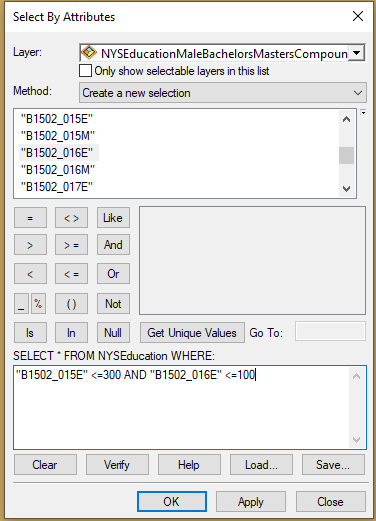 Select By Attributes
Layer: NYSEducationMaleBachelorsMastersCompoun
Only show selectable layers in this list
Method: Create a new selection
"B1502_015E"
"B1502_015M"
"B1502_016E"
"B1502_016M"
"B1502_017E"
= < > Like
> > = And
< < = Or
_ % ( ) Not
Is In Null Get Unique Values Go To:
SELECT * FROM NYSEducation WHERE:
"B1502_015E" <=300 AND "B1502_016E" <=100
Clear Verify Help Load... Save...
OK Apply Close